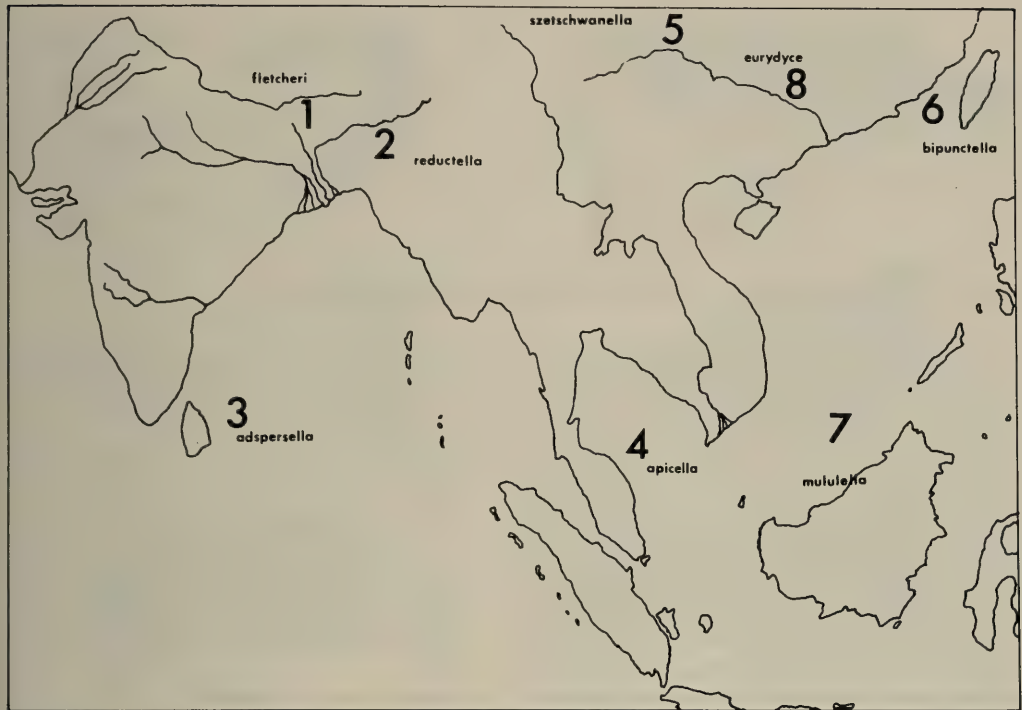 szetschwanella
5
eurydyce
8
fletcheri
1
6
2
reductella
bipunctella
3
adspersella
4
apicella
7
mululella